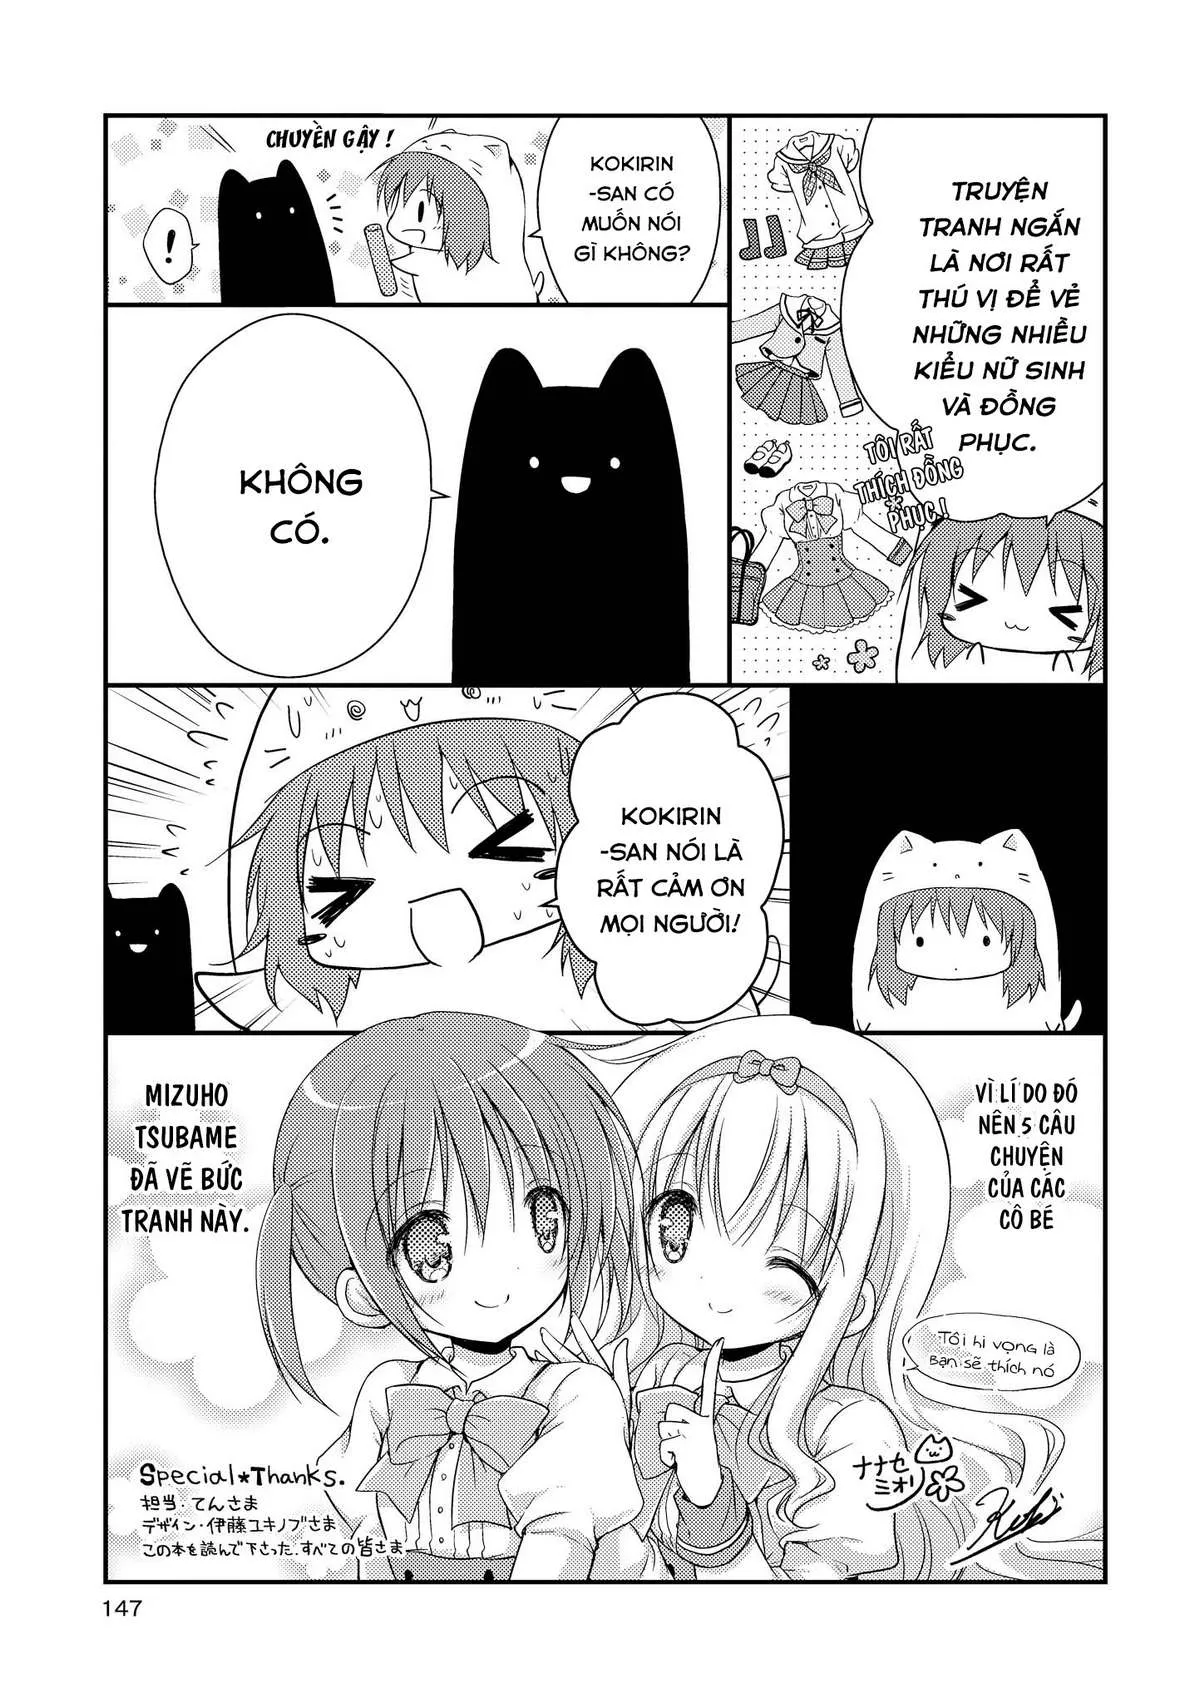 TRUYỆN
TRANH NGẮN
LÀ NƠI RẤT
THÚ VỊ ĐỂ VẼ
NHỮNG NHIỀU
KIỂU NỮ SINH
VÀ ĐỒNG
PHỤC.
TÔI RẤT
THÍCH ĐỒNG
PHỤC!
KOKIRIN
-SAN CÓ
MUỐN NÓI
GÌ KHÔNG?
CHUYỀN GẬY!
!
KHÔNG
CÓ.
KOKIRIN
-SAN NÓI LÀ
RẤT CẢM ƠN
MỌI NGƯỜI!
VÌ LÍ DO ĐÓ
NÊN 5 CÂU
CHUYỆN
CỦA CÁC
CÔ BÉ
MIZUHO
TSUBAME
ĐÃ VẼ BỨC
TRANH NÀY.
Tôi hi vọng là
Bạn sẽ thích nó
ナナセ
ミオリ
Special★Thanks.
担当・てんさま
デザイン・伊藤ユキノブさま
この本を読んで下さった、すべての皆さま
147